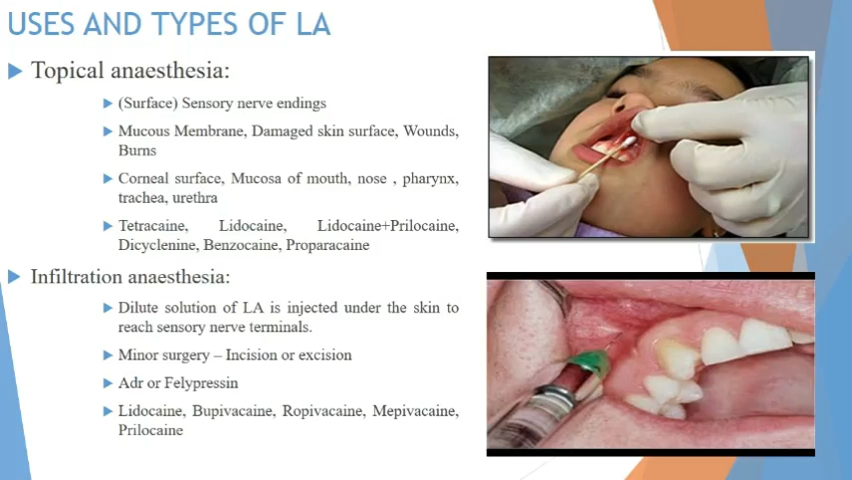 USES AND TYPES OF LA
Topical anaesthesia:
(Surface) Sensory nerve endings
Mucous Membrane, Damaged skin surface, Wounds,
Burns
Corneal surface, Mucosa of mouth, nose , pharynx,
trachea, urethra
Tetracaine, Lidocaine, Lidocaine+Prilocaine,
Dicyclenine, Benzocaine, Proparacaine
Infiltration anaesthesia:
Dilute solution of LA is injected under the skin to
reach sensory nerve terminals.
Minor surgery – Incision or excision
Adr or Felypressin
Lidocaine, Bupivacaine, Ropivacaine, Mepivacaine,
Prilocaine